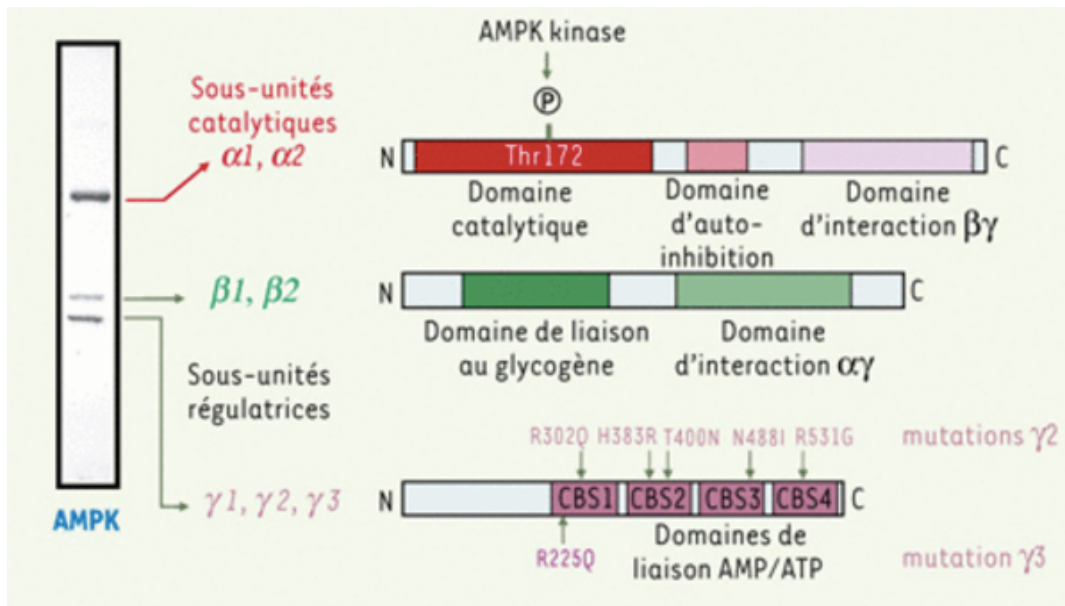 AMPK kinase
P
Sous-unités
catalytiques
α1, α2
N
Thr172
C
Domaine
catalytique
Domaine
d'auto-
inhibition
Domaine
d'interaction βγ
β1, β2
N
C
Domaine de liaison
au glycogène
Domaine
d'interaction αγ
Sous-unités
régulatrices
R302Q H383R T400N N488I R531G
mutations γ2
γ1, γ2, γ3
N
CBS1 CBS2 CBS3 CBS4
C
AMPK
R225Q
Domaines de
liaison AMP/ATP
mutation γ3